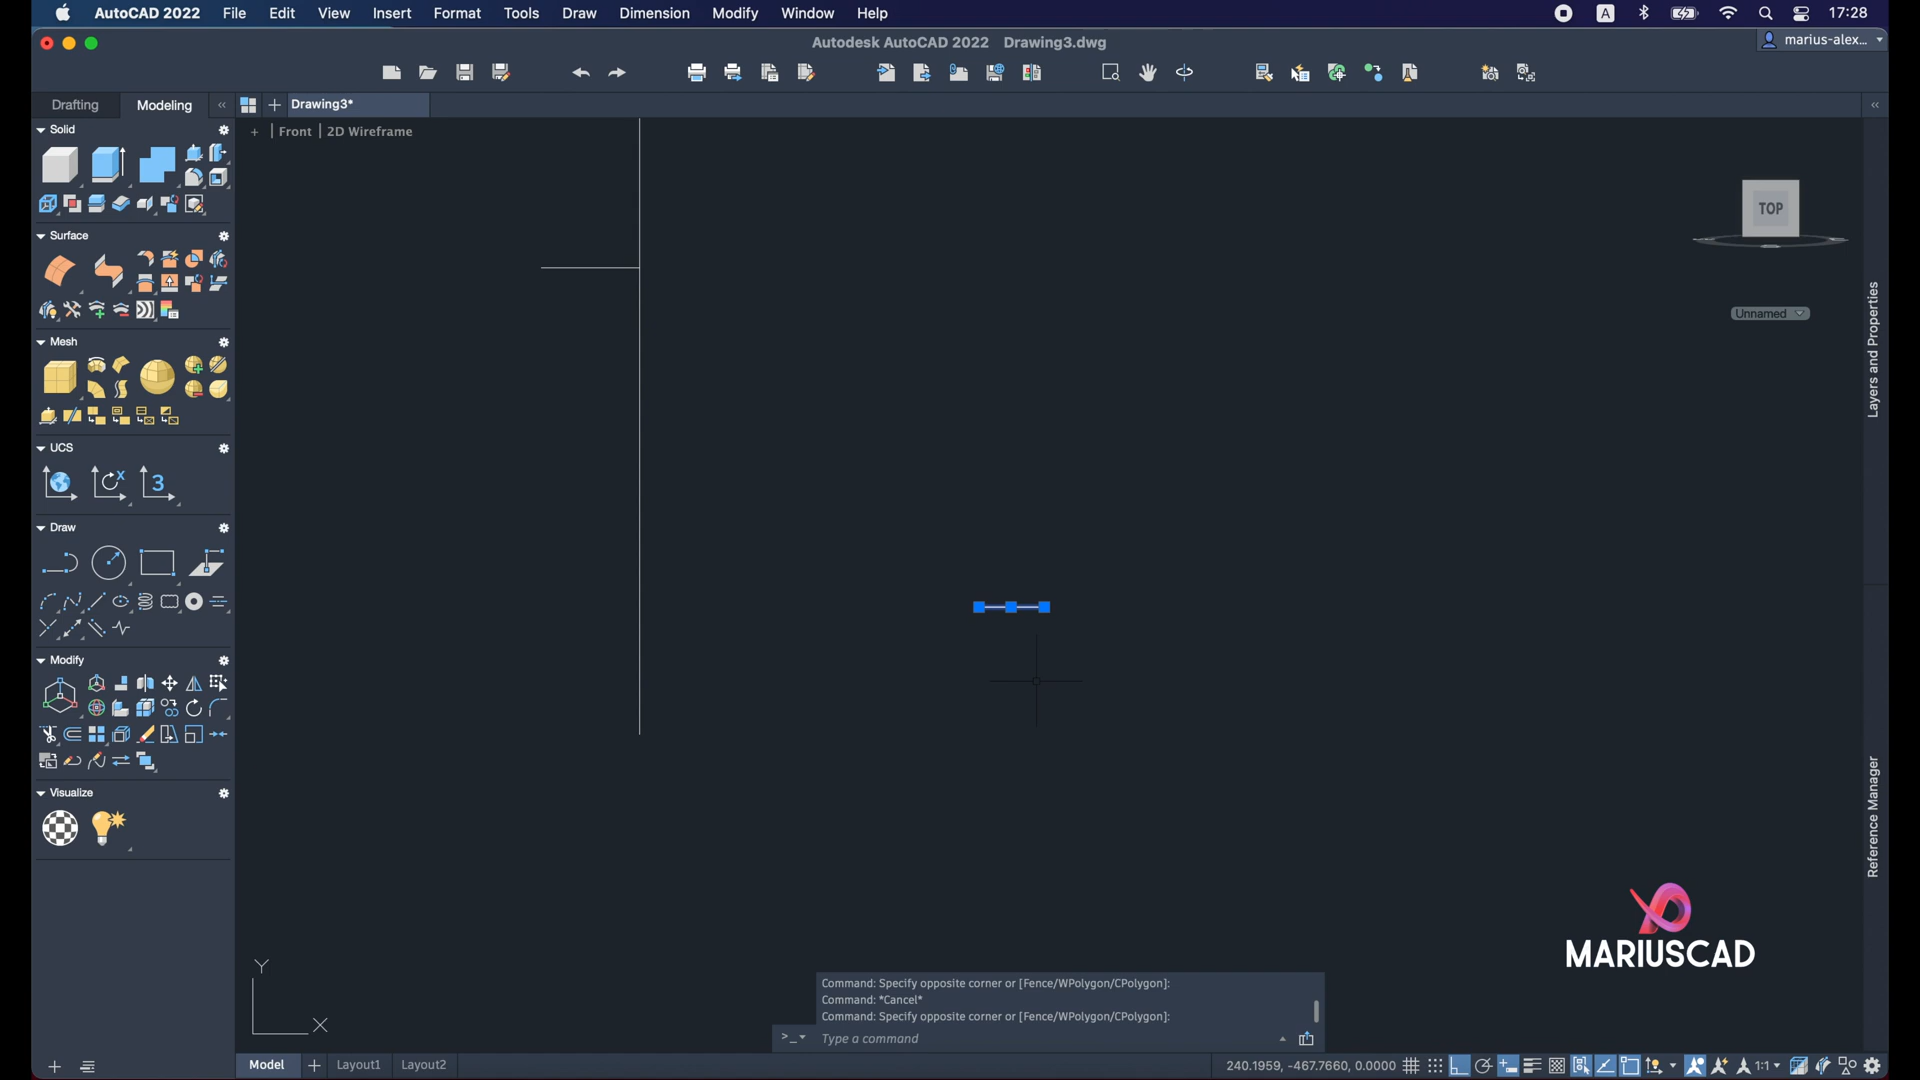 AutoCAD 2022 File Edit View Insert Format Tools Draw Dimension Modify Window Help A 17:28
Autodesk AutoCAD 2022 Drawing3.dwg marius-alex...
Drafting Modeling « + Drawing3* «
Solid
+ | Front | 2D Wireframe
TOP
Surface
Unnamed
Layers and Properties
Mesh
UCS
X 3
Draw
Modify
Reference Manager
Visualize
MARIUSCAD
Y
X
Command: Specify opposite corner or [Fence/WPolygon/CPolygon]:
Command: *Cancel*
Command: Specify opposite corner or [Fence/WPolygon/CPolygon]:
>_ Type a command
Model + Layout1 Layout2 240.1959, -467.7660, 0.0000 1:1